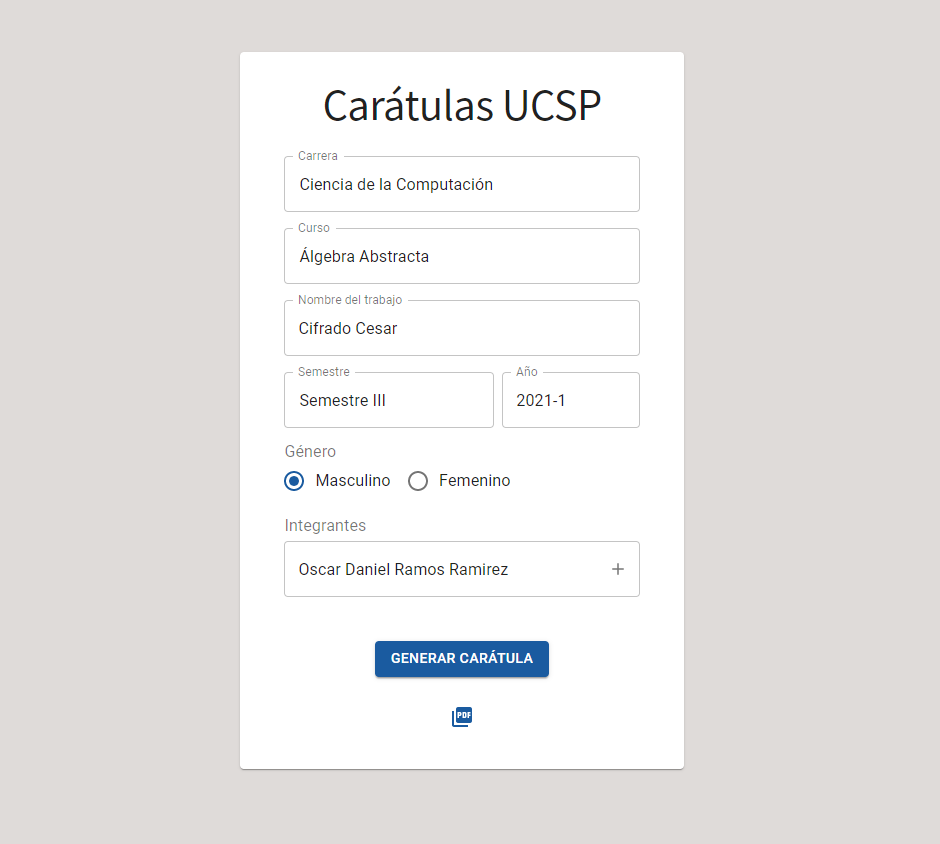 Carátulas UCSP
Carrera
Ciencia de la Computación
Curso
Álgebra Abstracta
Nombre del trabajo
Cifrado Cesar
Semestre
Semestre III
Año
2021-1
Género
Masculino
Femenino
Integrantes
Oscar Daniel Ramos Ramirez
GENERAR CARÁTULA
PDF